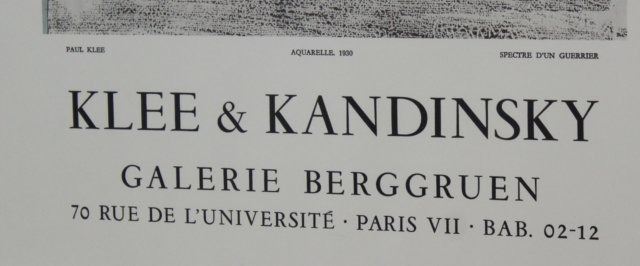 PAUL KLEE AQUARELLE. 1930 SPECTRE D'UN GUERRIER
KLEE & KANDINSKY
GALERIE BERGGRUEN
70 RUE DE L'UNIVERSITÉ · PARIS VII · BAB. 02-12